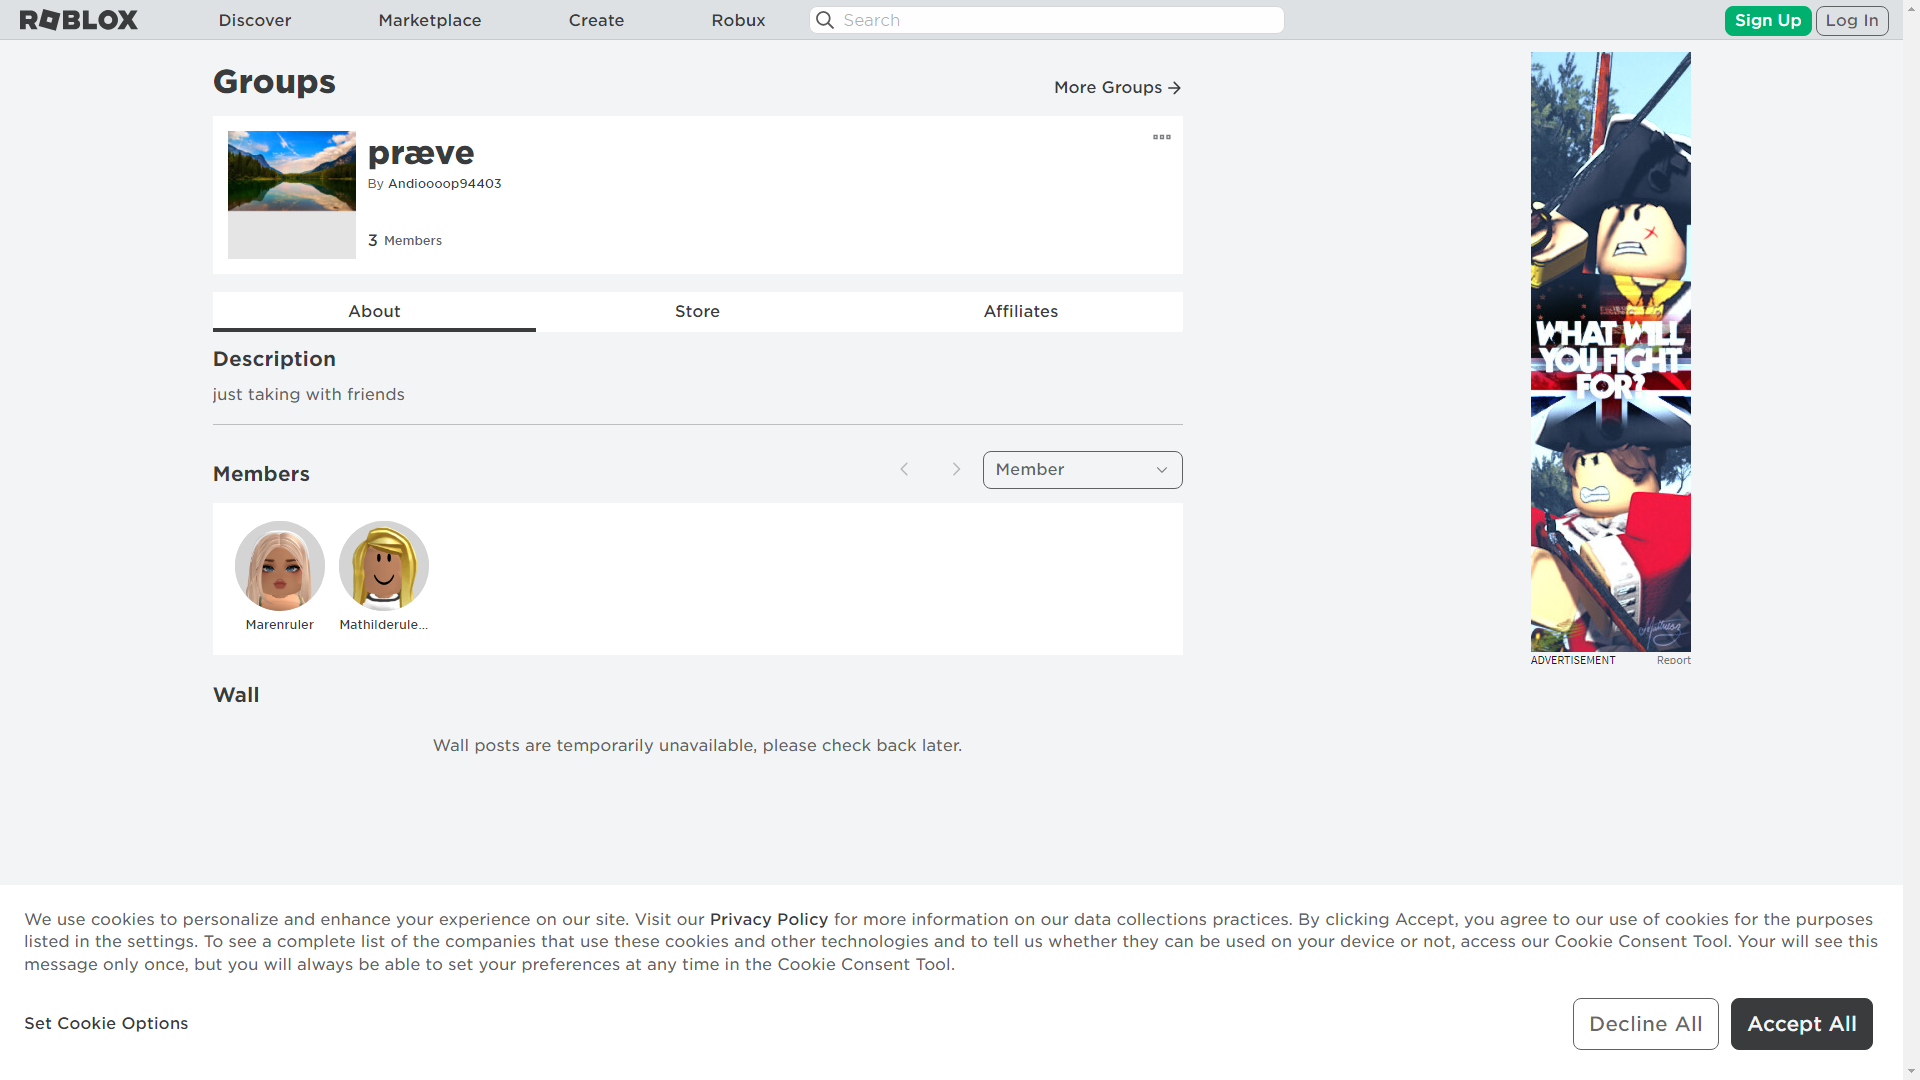 ROBLOX
Discover
Marketplace
Create
Robux
Search
Sign Up
Log In
Groups
More Groups
præve
By Andioooop94403
3 Members
About
Store
Affiliates
Description
just taking with friends
Members
Member
Marenruler
Mathilderule...
Wall
Wall posts are temporarily unavailable, please check back later.
WHAT WILL
YOU FIGHT
FOR?
ADVERTISEMENT
Report
We use cookies to personalize and enhance your experience on our site. Visit our Privacy Policy for more information on our data collections practices. By clicking Accept, you agree to our use of cookies for the purposes
listed in the settings. To see a complete list of the companies that use these cookies and other technologies and to tell us whether they can be used on your device or not, access our Cookie Consent Tool. Your will see this
message only once, but you will always be able to set your preferences at any time in the Cookie Consent Tool.
Set Cookie Options
Decline All
Accept All